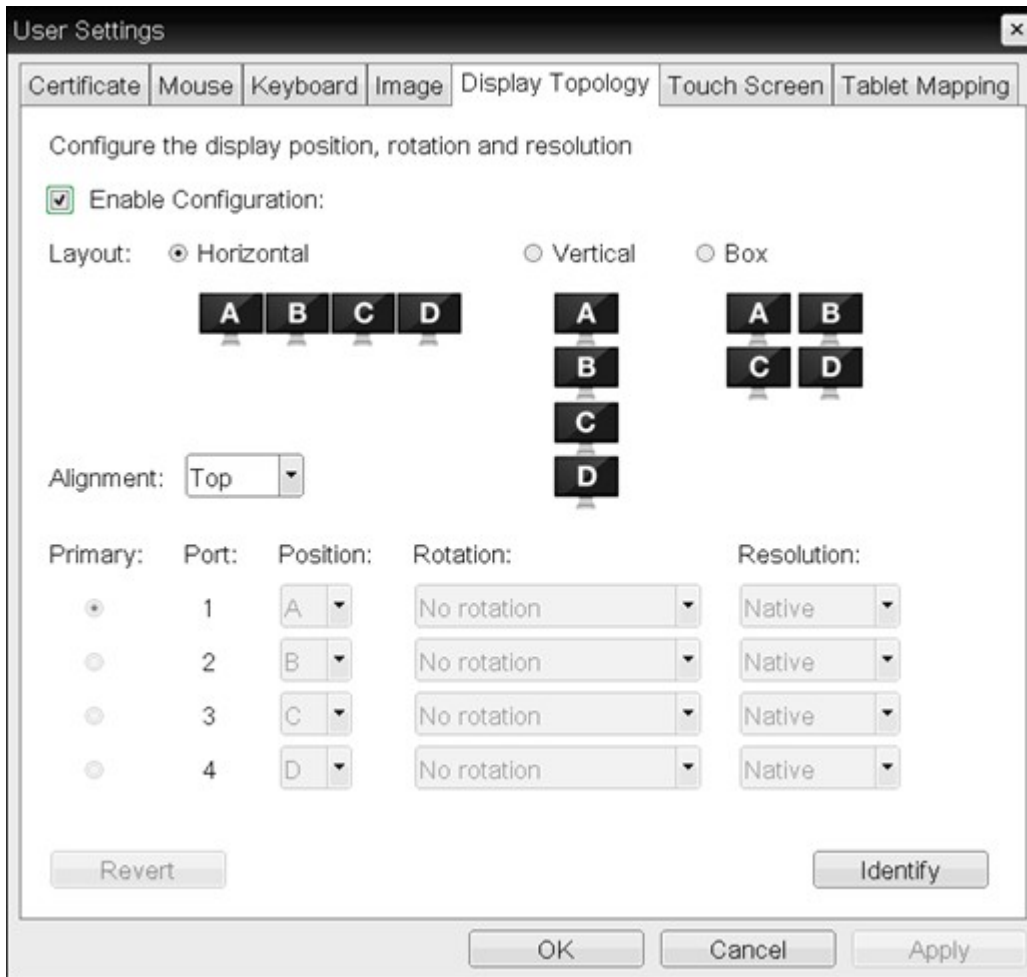 User Settings
Certificate Mouse Keyboard Image Display Topology Touch Screen Tablet Mapping
Configure the display position, rotation and resolution
Enable Configuration:
Layout: Horizontal Vertical Box
A B C D A A B
B C D
C
D
Alignment: Top
Primary: Port: Position: Rotation: Resolution:
1 A No rotation Native
2 B No rotation Native
3 C No rotation Native
4 D No rotation Native
Revert Identify
OK Cancel Apply